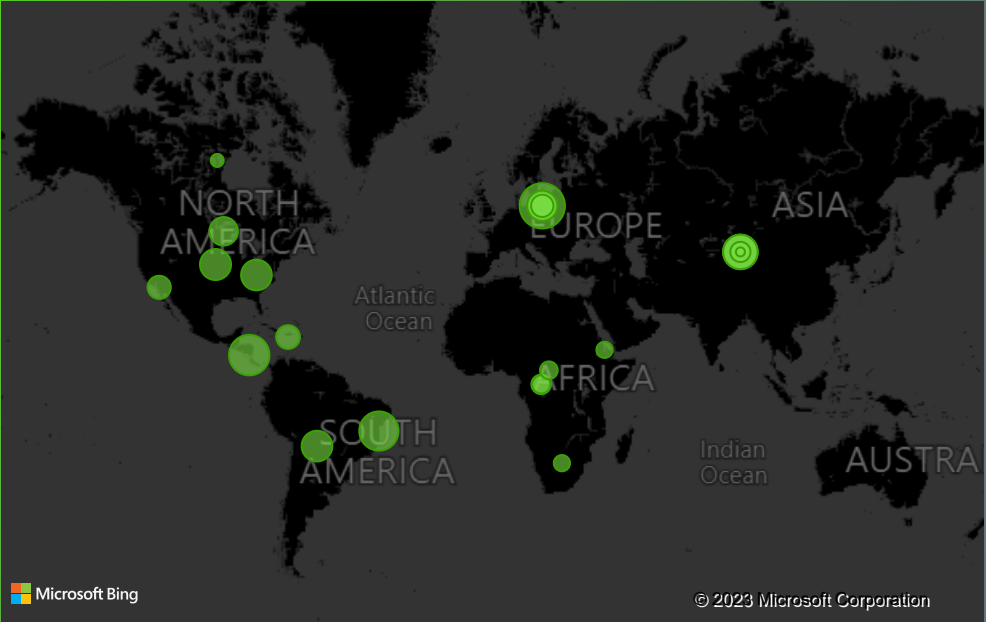 NORTH
AMERICA
EUROPE
ASIA
Atlantic
Ocean
AFRICA
SOUTH
AMERICA
Indian
Ocean
AUSTRA
Microsoft Bing
© 2023 Microsoft Corporation